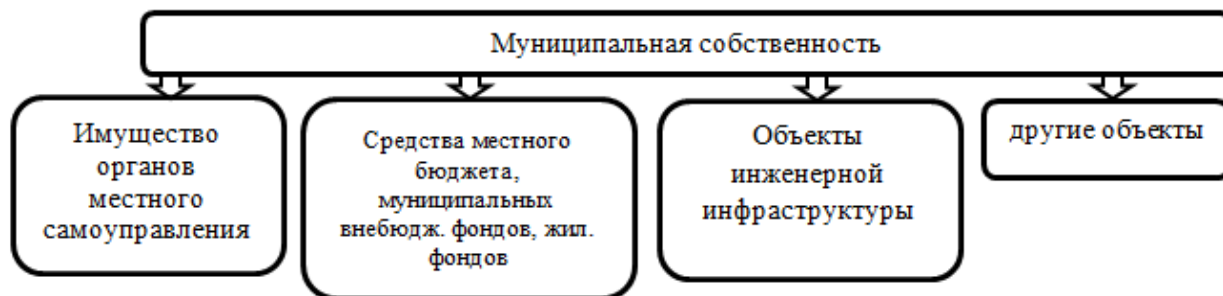 Муниципальная собственность
Имущество
органов
местного
самоуправления
Средства местного
бюджета,
муниципальных
внебюдж. фондов, жил.
фондов
Объекты
инженерной
инфраструктуры
другие объекты